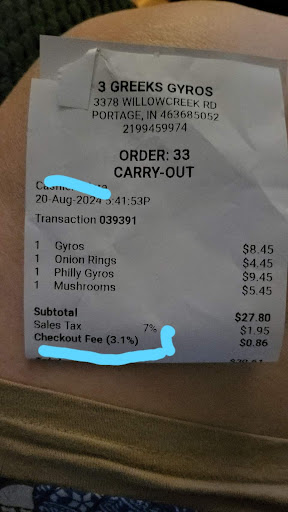 3 GREEKS GYROS
3378 WILLOWCREEK RD
PORTAGE, IN 463685052
2199459974
ORDER: 33
CARRY-OUT
20-Aug-2024 5:41:53P
Transaction 039391
1 Gyros $8.45
1 Onion Rings $4.45
1 Philly Gyros $9.45
1 Mushrooms $5.45
Subtotal $27.80
Sales Tax 7% $1.95
Checkout Fee (3.1%) $0.86